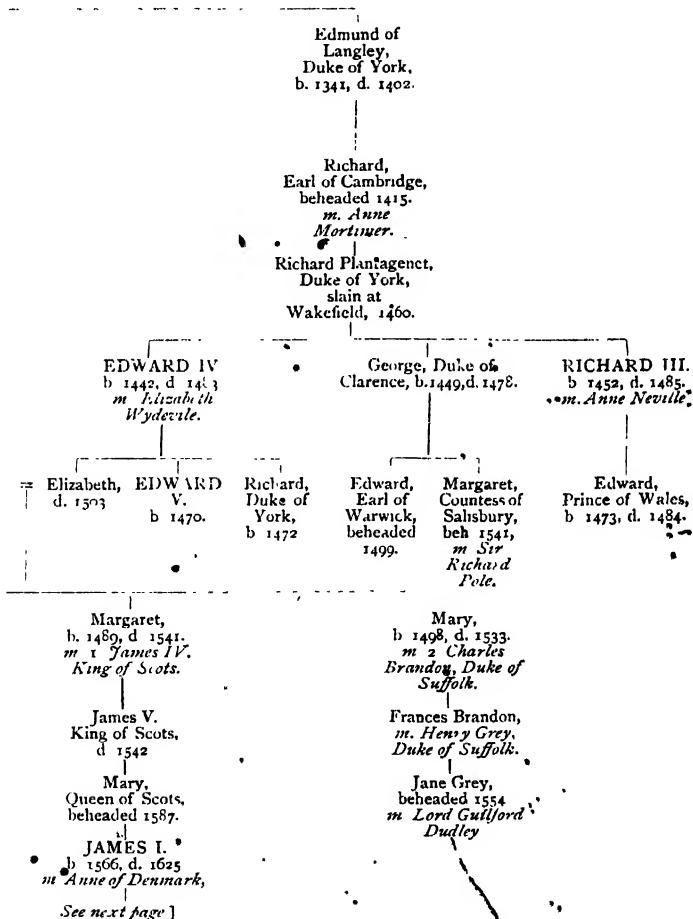 Edmund of
Langley,
Duke of York,
b. 1341, d. 1402.
Richard,
Earl of Cambridge,
beheaded 1415.
m. Anne
Mortimer.
Richard Plantagenet,
Duke of York,
slain at
Wakefield, 1460.
EDWARD IV
b 1442, d 1483
m Elizabeth
Wydevile.
George, Duke of
Clarence, b. 1449, d. 1478.
RICHARD III.
b 1452, d. 1485.
m. Anne Neville
= Elizabeth,
d. 1503
EDWARD
V.
b 1470.
Richard,
Duke of
York,
b 1472
Edward,
Earl of
Warwick,
beheaded
1499.
Margaret,
Countess of
Salisbury,
beh 1541,
m Sir
Richard
Pole.
Edward,
Prince of Wales,
b 1473, d. 1484.
Margaret,
b. 1489, d 1541.
m 1 James IV.
King of Scots.
James V.
King of Scots,
d 1542
Mary,
Queen of Scots,
beheaded 1587.
JAMES I.
b 1566, d. 1625
m Anne of Denmark,
See next page ]
Mary,
b 1498, d. 1533.
m 2 Charles
Brandon, Duke of
Suffolk.
Frances Brandon,
m. Henry Grey,
Duke of Suffolk.
Jane Grey,
beheaded 1554
m Lord Guilford
Dudley